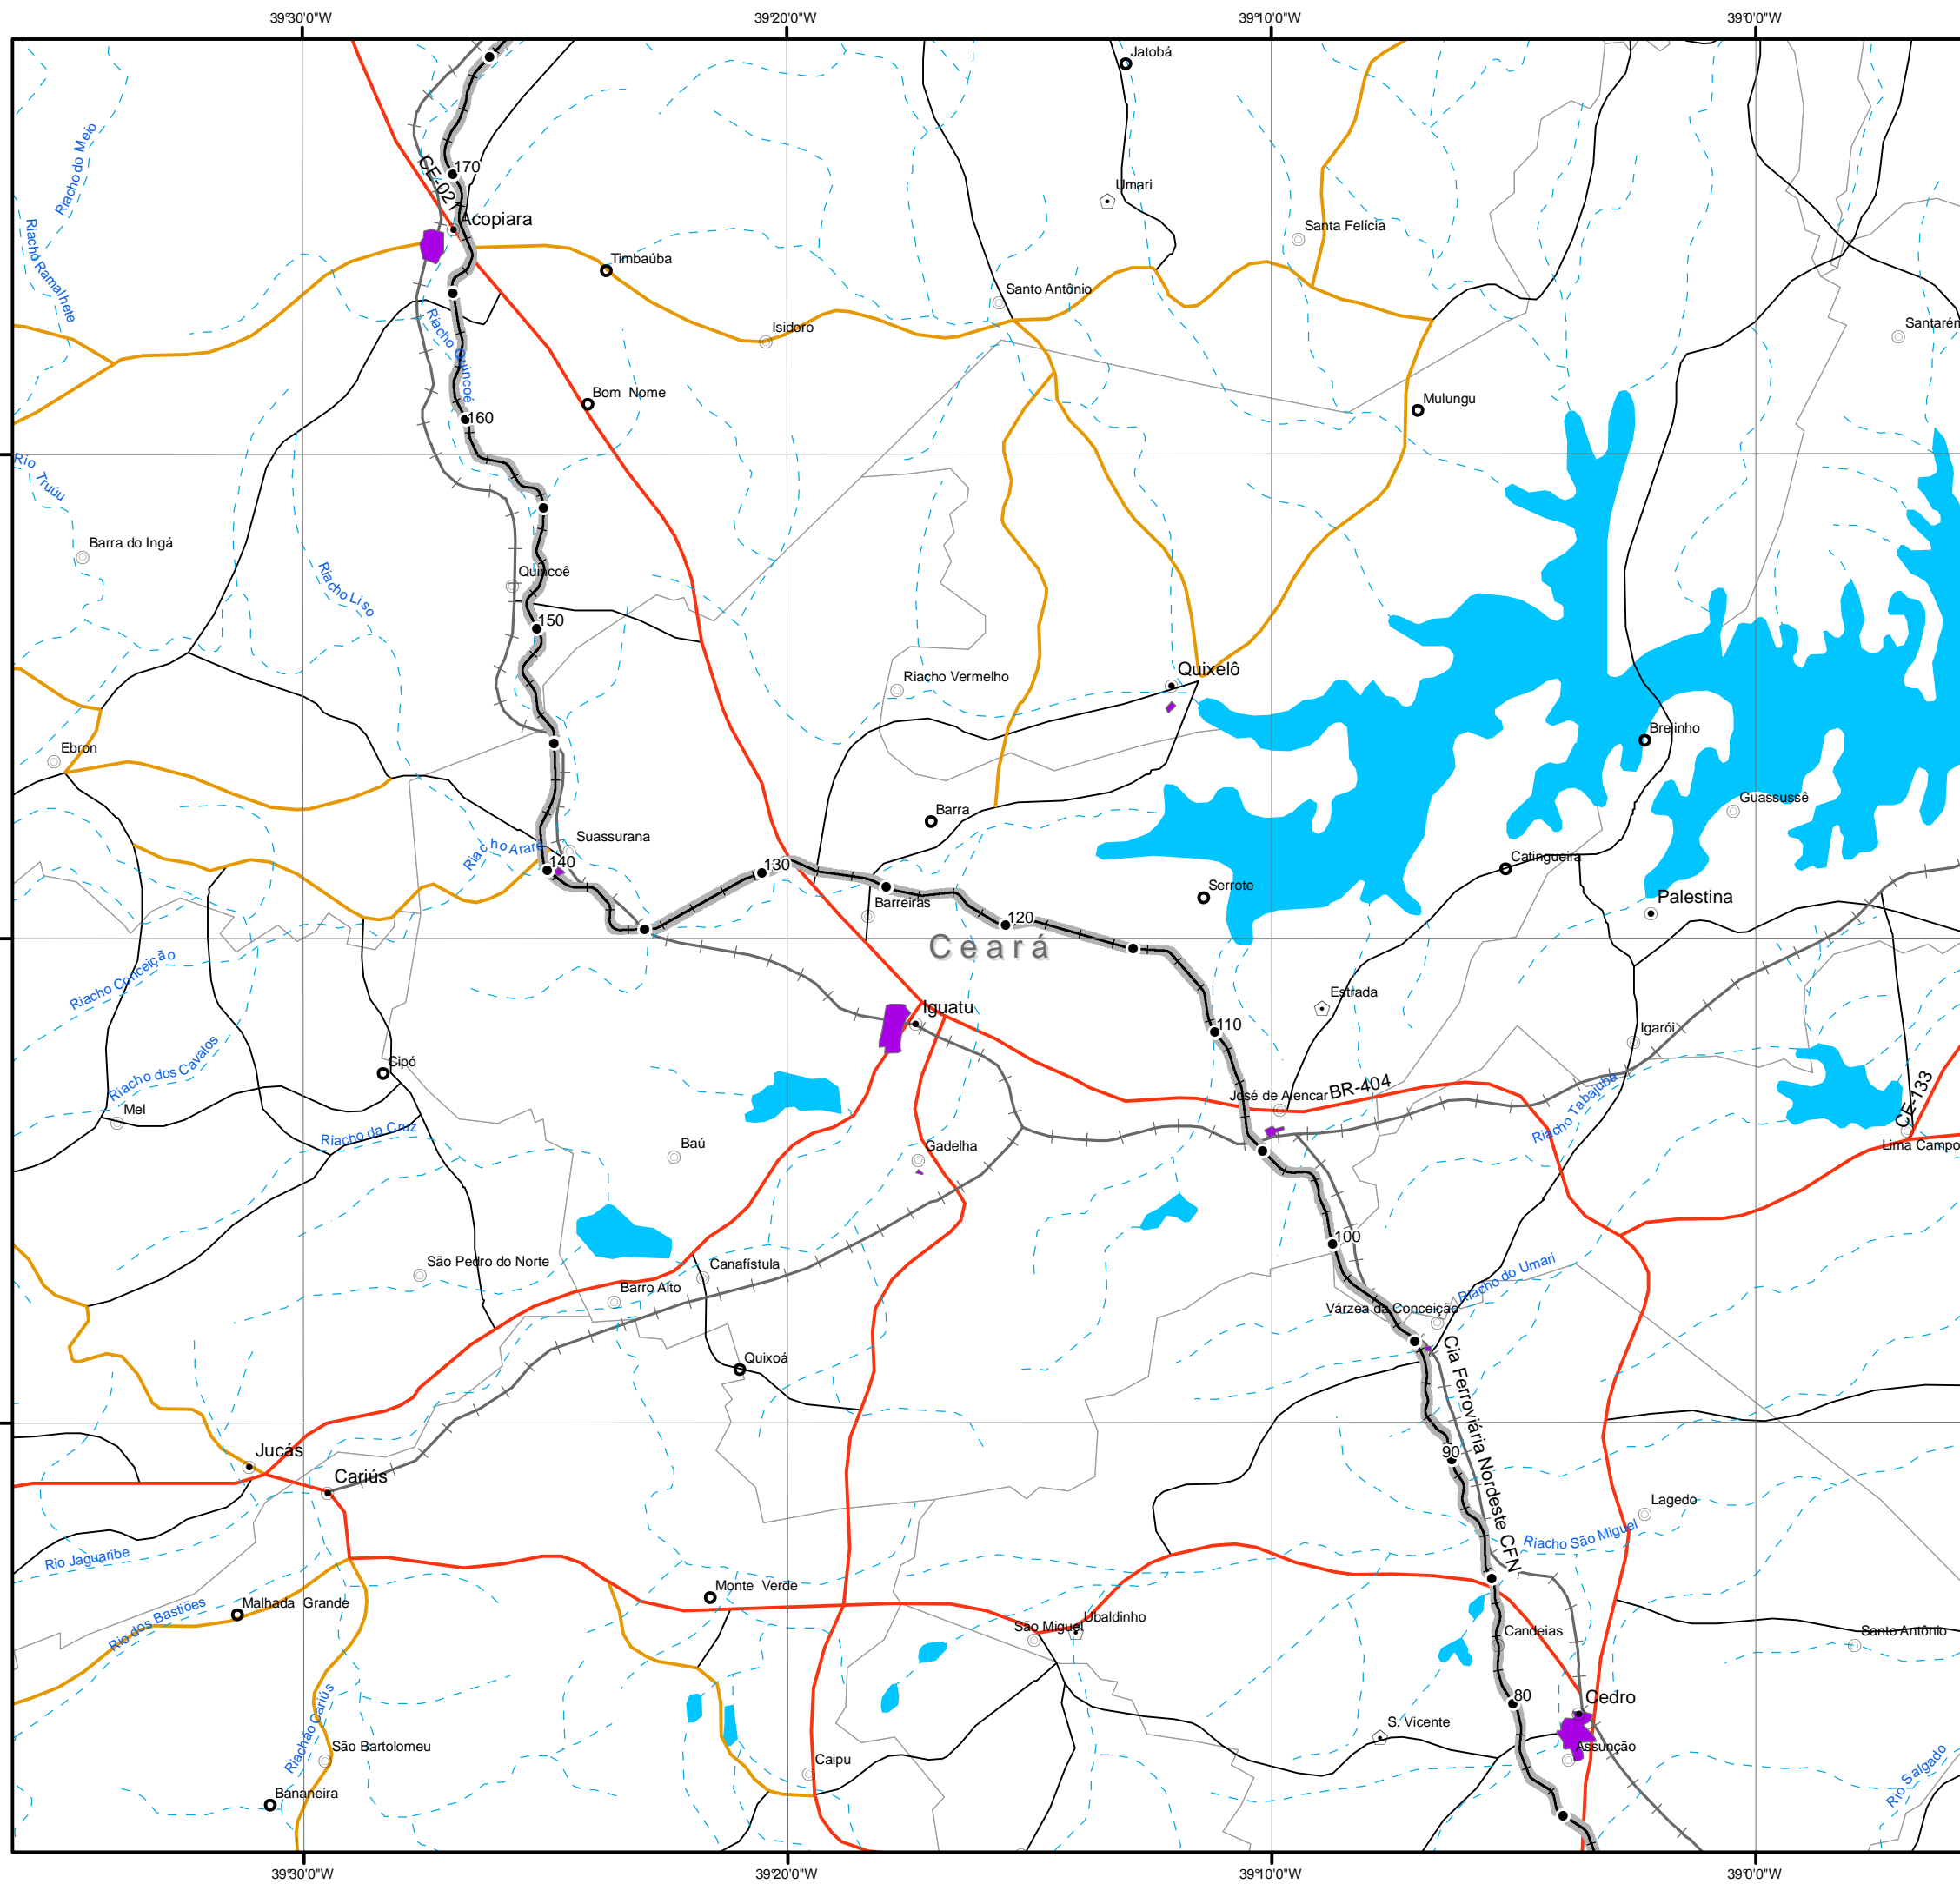 39°30'0"W
39°20'0"W
39°10'0"W
39°0'0"W
Jatobá
Riacho do Meio
CE-021
170
Umari
Acopiara
Santa Felícia
Riacho Ramalhete
Timbaúba
Santo Antônio
Isidoro
Riacho Quincoé
Bom Nome
Mulungu
160
Rio Truúu
Barra do Ingá
Quincoê
Riacho Liso
150
Quixelô
Riacho Vermelho
Brejinho
Ebron
Barra
Guassussê
Suassurana
Riacho Araré
140
130
Catingueira
Serrote
Palestina
Barreiras
120
Ceará
Riacho Conceição
Estrada
Iguatu
110
Igarói
Riacho dos Cavalos
Cipó
José de Alencar
BR-404
CE-133
Riacho Tabajuba
Mel
Riacho da Cruz
Baú
Gadelha
Lima Campo
100
São Pedro do Norte
Canafístula
Riacho do Umari
Barro Alto
Várzea da Conceição
Quixoá
Cia Ferroviária Nordeste CFN
Jucás
90
Cariús
Lagedo
Riacho São Miguel
Rio Jaguaribe
Monte Verde
Malhada Grande
Rio dos Bastiões
Ubaldinho
São Miguel
Candeias
Santo Antônio
80
Cedro
S. Vicente
Riachão Cariús
São Bartolomeu
Assunção
Caipu
Rio Salgado
Bananeira
39°30'0"W
39°20'0"W
39°10'0"W
39°0'0"W